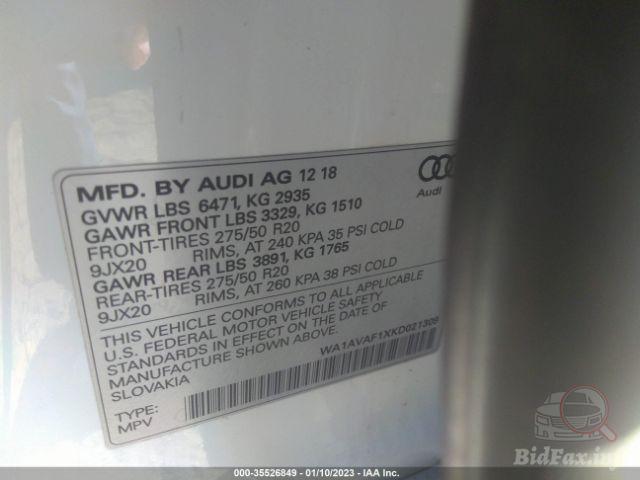 MFD. BY AUDI AG 12 18
GVWR LBS 6471, KG 2935
GAWR FRONT LBS 3329, KG 1510
FRONT-TIRES 275/50 R20
9JX20 RIMS, AT 240 KPA 35 PSI COLD
GAWR REAR LBS 3891, KG 1765
REAR-TIRES 275/50 R20
9JX20 RIMS, AT 260 KPA 38 PSI COLD
THIS VEHICLE CONFORMS TO ALL APPLICABLE
U.S. FEDERAL MOTOR VEHICLE SAFETY
STANDARDS IN EFFECT ON THE DATE OF
MANUFACTURE SHOWN ABOVE.
SLOVAKIA
WA1AVAF1XKD021309
TYPE:
MPV
Audi
BidFax.info
000-35526849 - 01/10/2023 - IAA Inc.